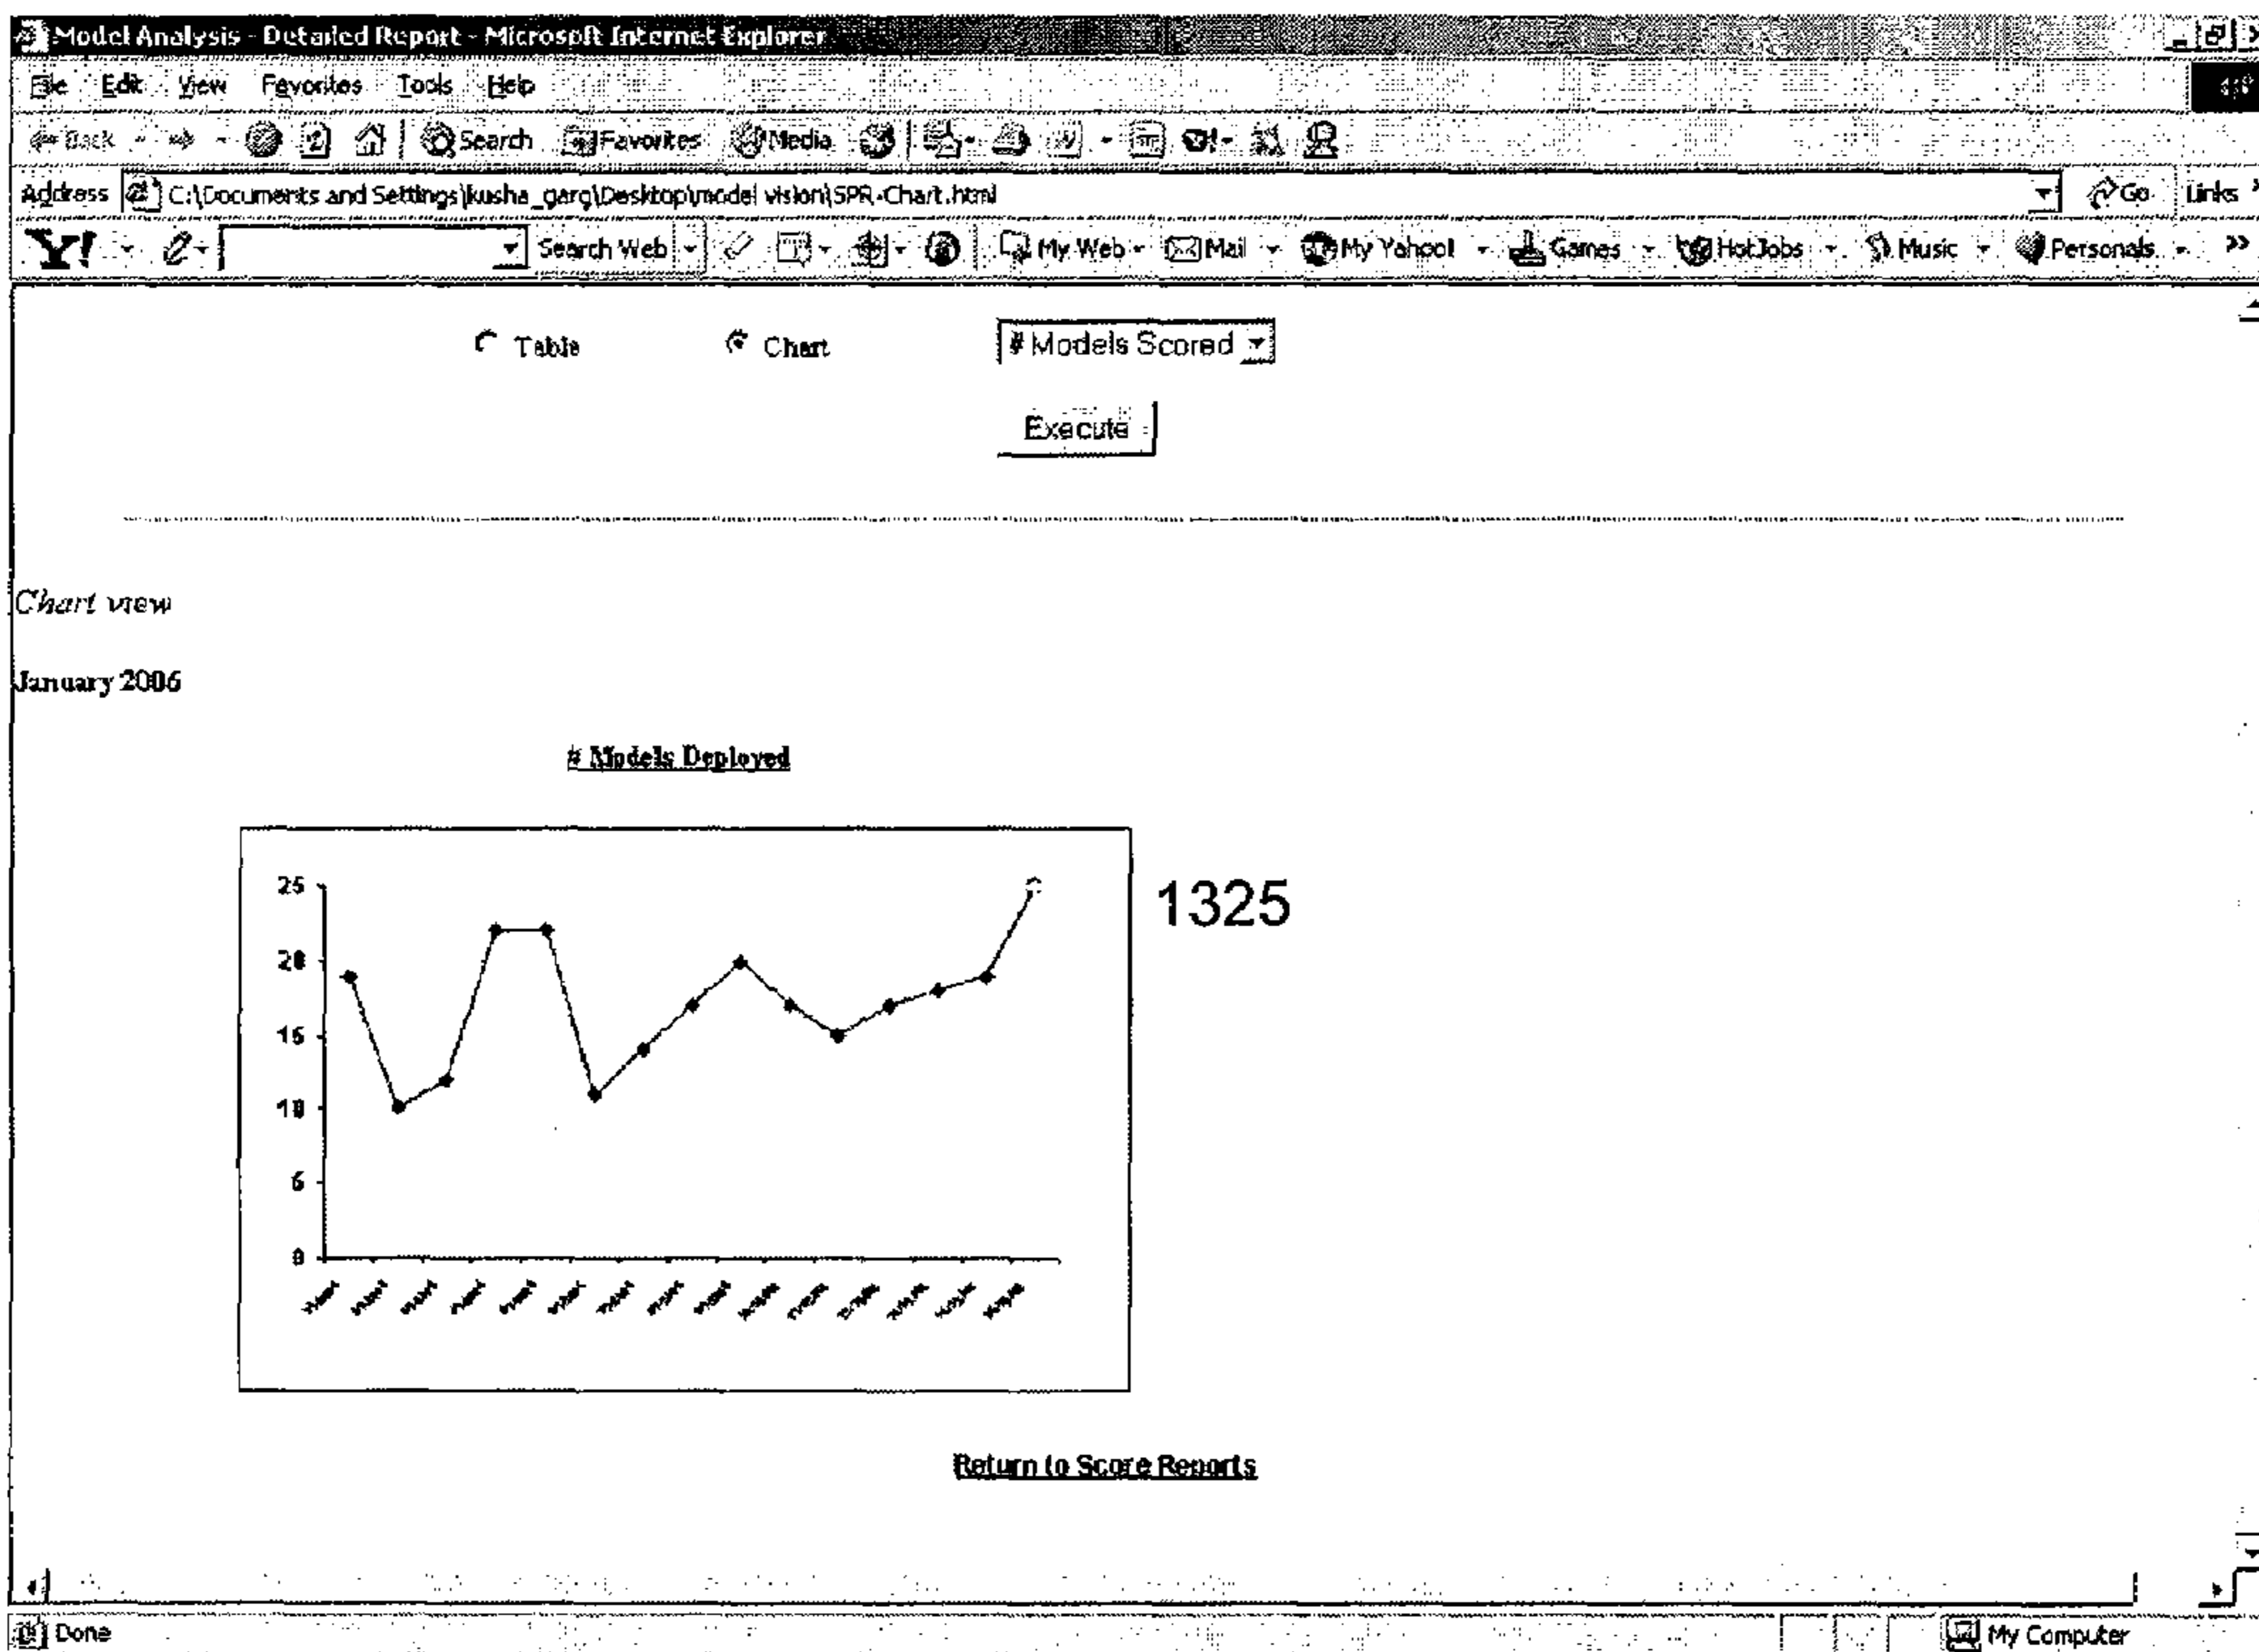 Model Analysis - Detailed Report - Microsoft Internet Explorer
File Edit View Favorites Tools Help
Back Search Favorites Media
Address C:\Documents and Settings\kusha_garg\Desktop\model vision\SPR-Chart.html Go Links
Y! Search Web My Web Mail My Yahoo! Games HotJobs Music Personals »
Table Chart # Models Scored
Execute
Chart view
January 2006
# Models Deployed
25
1325
20
15
10
5
0
Return to Score Reports
Done My Computer